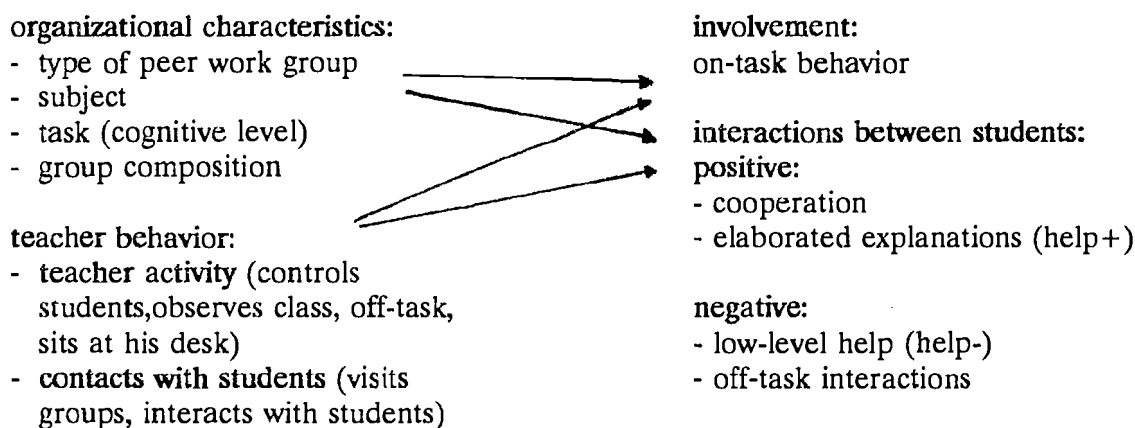 organizational characteristics:
- type of peer work group
- subject
- task (cognitive level)
- group composition
teacher behavior:
- teacher activity (controls
students,observes class, off-task,
sits at his desk)
- contacts with students (visits
groups, interacts with students)
involvement:
on-task behavior
interactions between students:
positive:
- cooperation
- elaborated explanations (help+)
negative:
- low-level help (help-)
- off-task interactions